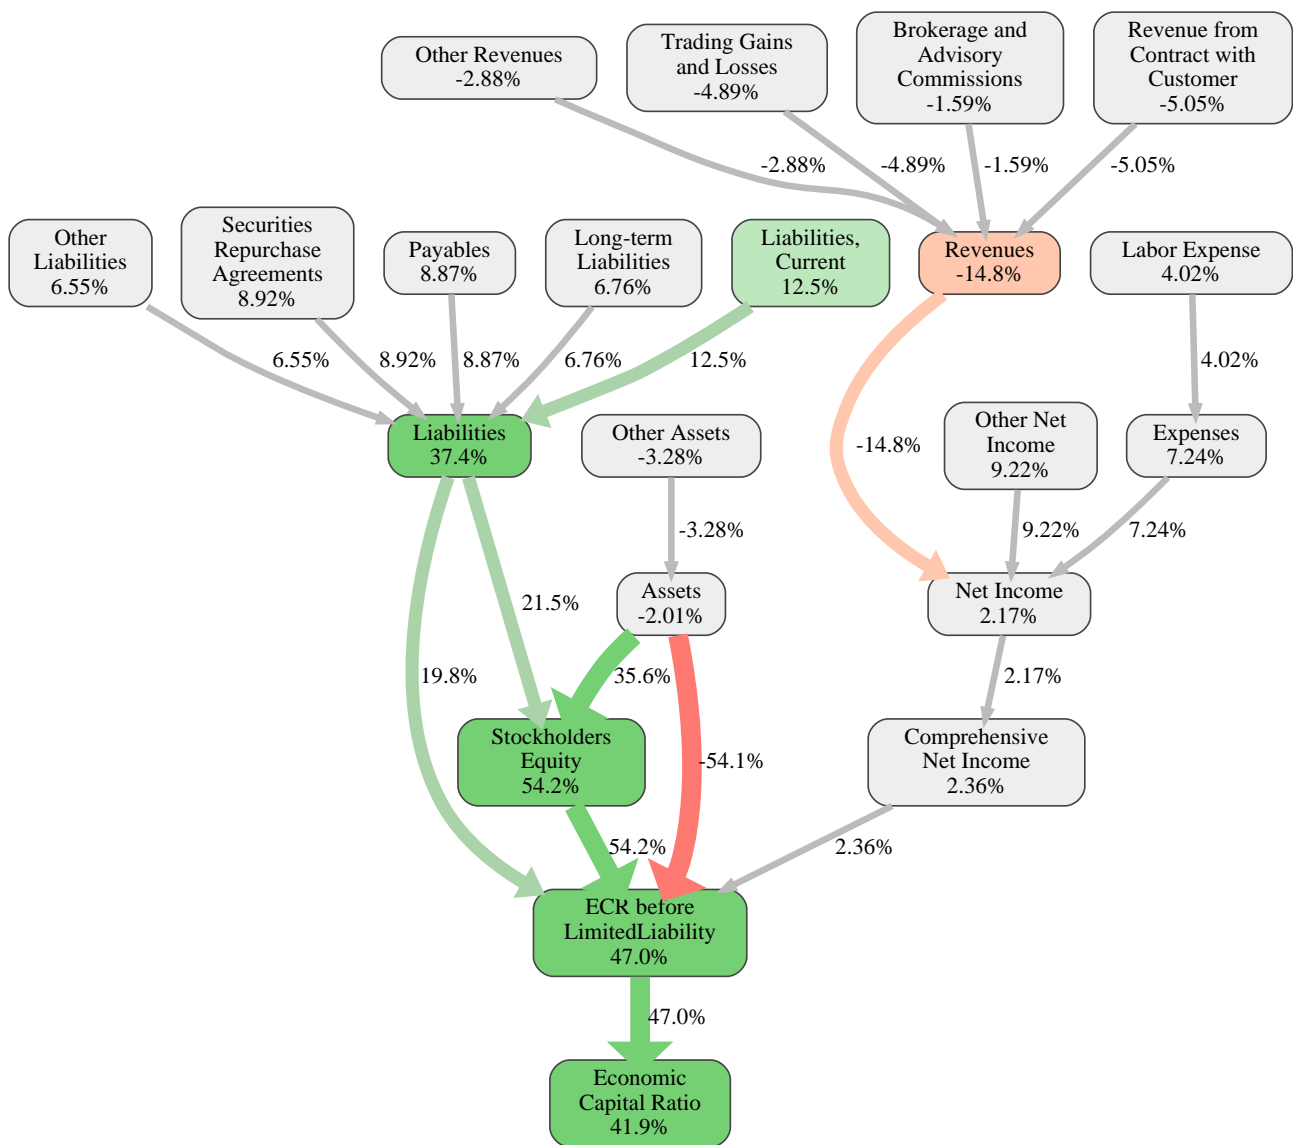 Other Revenues
-2.88%
Trading Gains
and Losses
-4.89%
Brokerage and
Advisory
Commissions
-1.59%
Revenue from
Contract with
Customer
-5.05%
-2.88%
-4.89%
-1.59%
-5.05%
Other
Liabilities
6.55%
Securities
Repurchase
Agreements
8.92%
Payables
8.87%
Long-term
Liabilities
6.76%
Liabilities,
Current
12.5%
Revenues
-14.8%
Labor Expense
4.02%
6.55%
8.92%
8.87%
6.76%
12.5%
4.02%
Liabilities
37.4%
Other Assets
-3.28%
-14.8%
Other Net
Income
9.22%
Expenses
7.24%
-3.28%
9.22%
7.24%
21.5%
Assets
-2.01%
Net Income
2.17%
19.8%
35.6%
2.17%
Stockholders
Equity
54.2%
-54.1%
Comprehensive
Net Income
2.36%
54.2%
2.36%
ECR before
LimitedLiability
47.0%
47.0%
Economic
Capital Ratio
41.9%